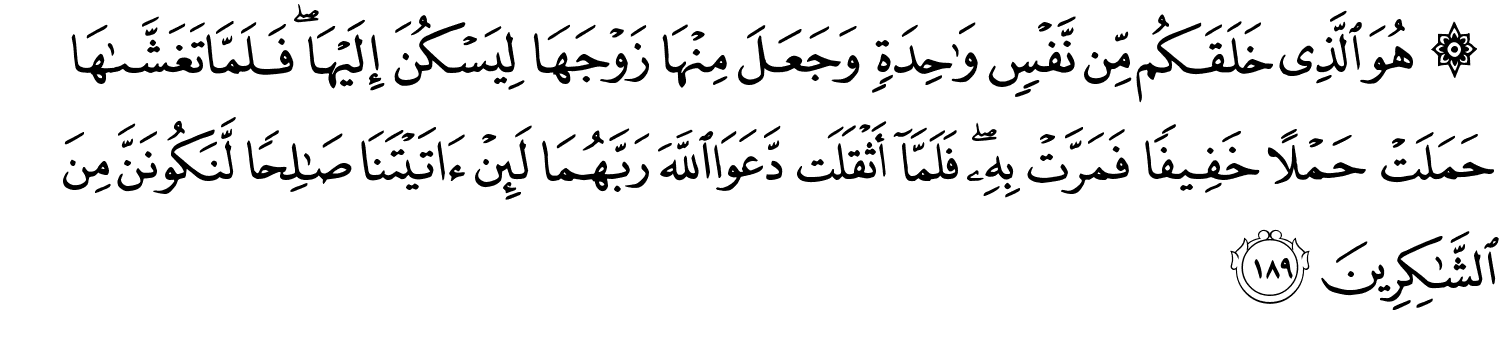 ۞ هُوَ ٱلَّذِى خَلَقَكُم مِّن نَّفْسٍ وَٰحِدَةٍ وَجَعَلَ مِنْهَا زَوْجَهَا لِيَسْكُنَ إِلَيْهَا ۖ فَلَمَّا تَغَشَّىٰهَا
حَمَلَتْ حَمْلًا خَفِيفًا فَمَرَّتْ بِهِۦ ۖ فَلَمَّآ أَثْقَلَت دَّعَوَا ٱللَّهَ رَبَّهُمَا لَئِنْ ءَاتَيْتَنَا صَـٰلِحًا لَّنَكُونَنَّ مِنَ
ٱلشَّـٰكِرِينَ ١٨٩